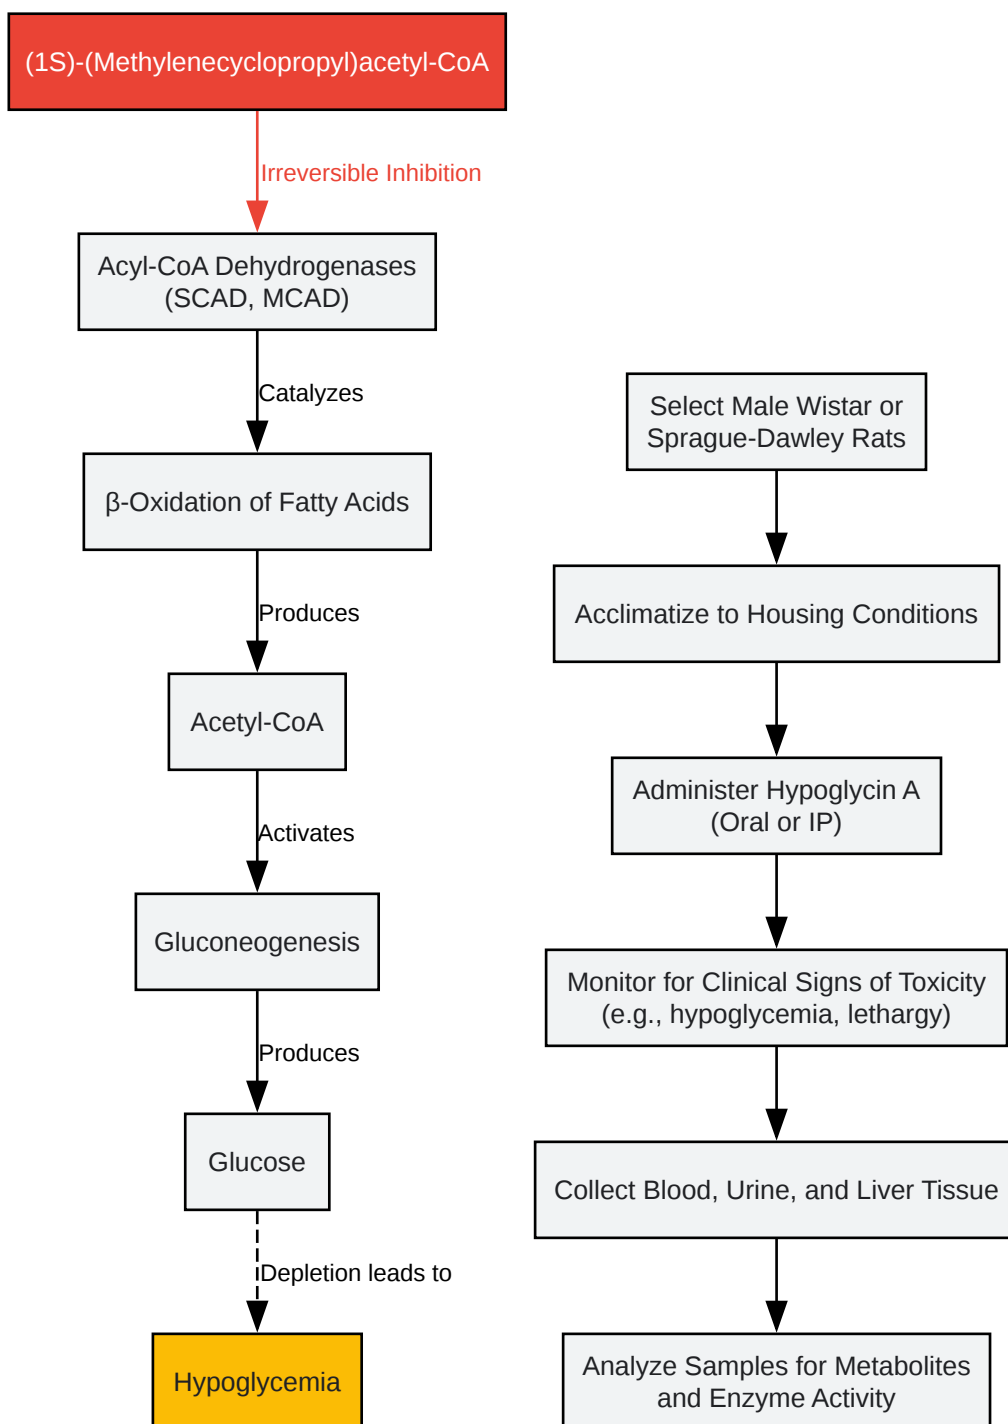 (1S)-(Methylenecyclopropyl)acetyl-CoA
Irreversible Inhibition
Acyl-CoA Dehydrogenases
(SCAD, MCAD)
Catalyzes
β-Oxidation of Fatty Acids
Produces
Acetyl-CoA
Activates
Gluconeogenesis
Produces
Glucose
Depletion leads to
Hypoglycemia
Select Male Wistar or
Sprague-Dawley Rats
Acclimatize to Housing Conditions
Administer Hypoglycin A
(Oral or IP)
Monitor for Clinical Signs of Toxicity
(e.g., hypoglycemia, lethargy)
Collect Blood, Urine, and Liver Tissue
Analyze Samples for Metabolites
and Enzyme Activity